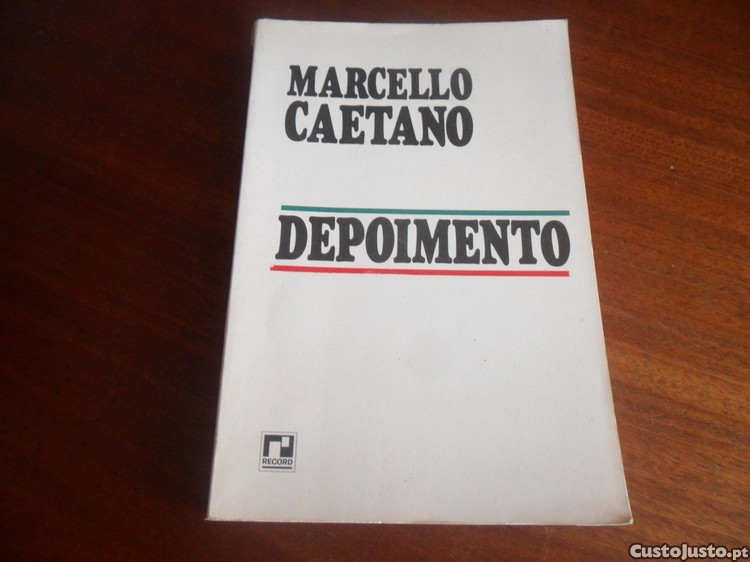 MARCELLO
CAETANO
DEPOIMENTO
RECORD
CustoJusto.pt